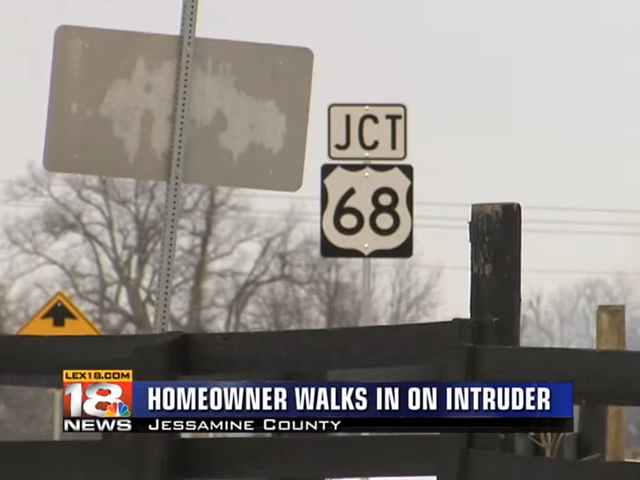 JCT
68
LEX18.COM
18
NEWS
HOMEOWNER WALKS IN ON INTRUDER
JESSAMINE COUNTY